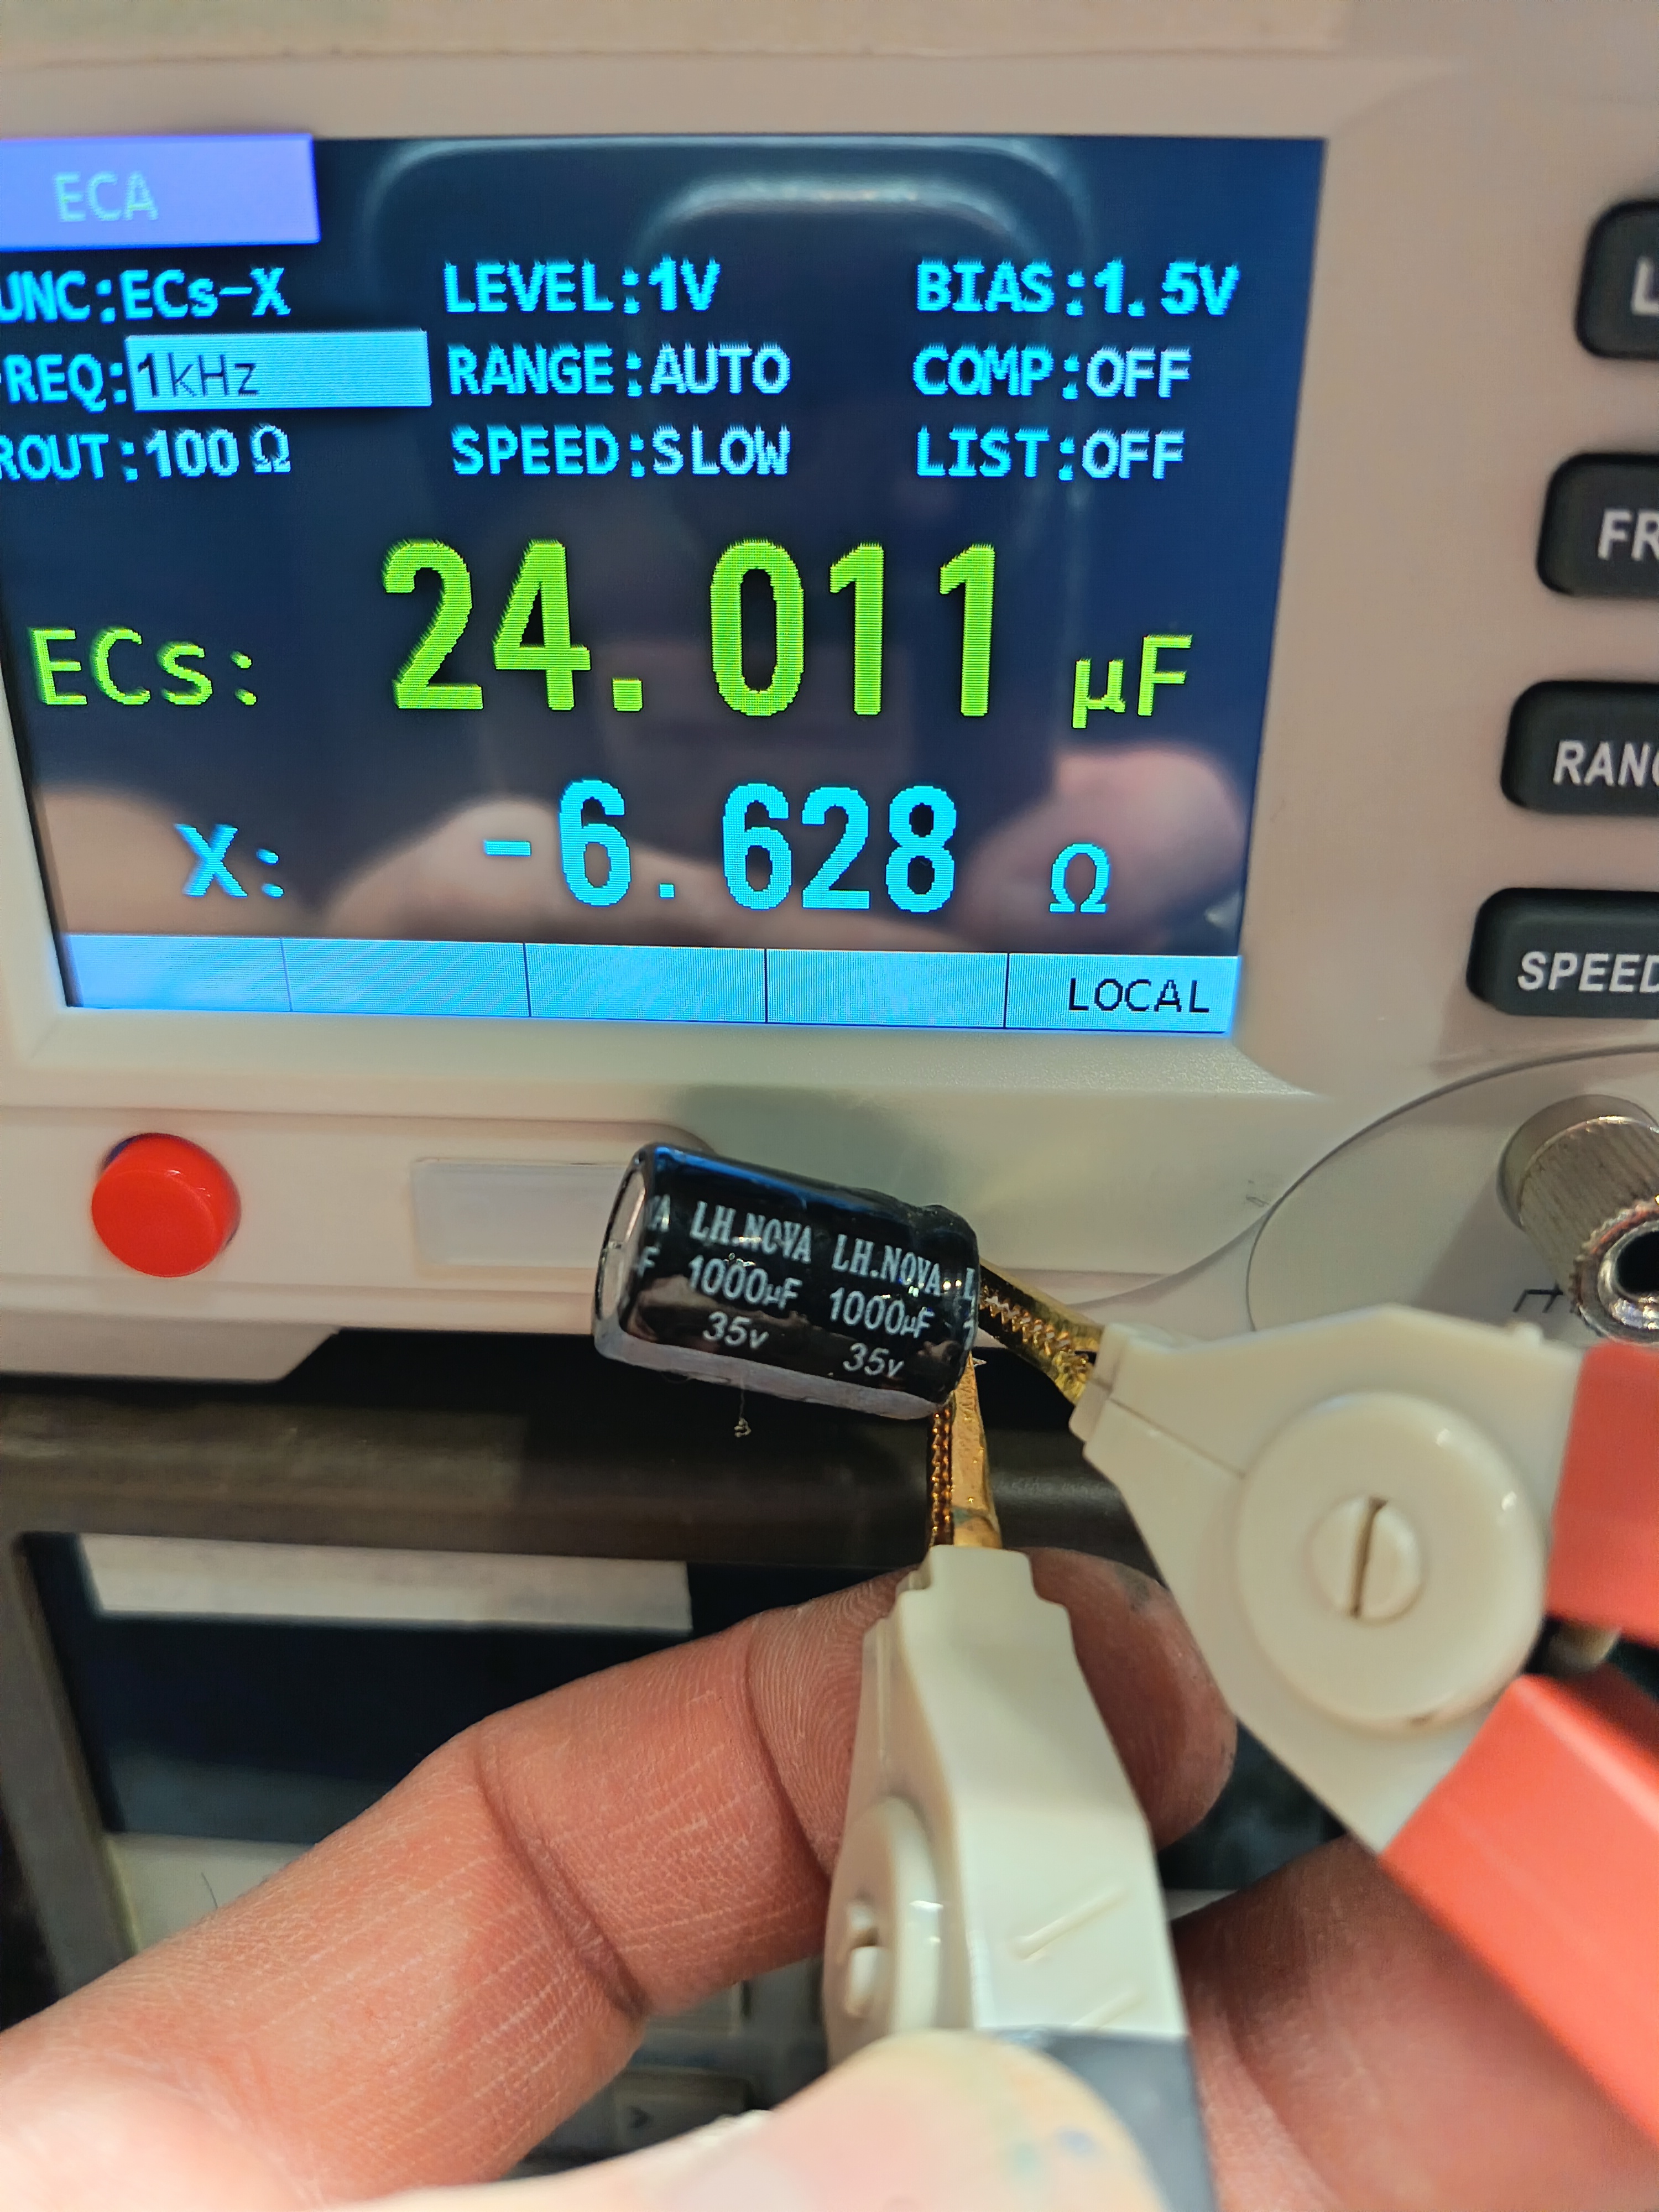 ECA
UNC:ECs-X LEVEL:1V BIAS:1.5V
REQ:1kHz RANGE:AUTO COMP:OFF
ROUT:100Ω SPEED:SLOW LIST:OFF
ECs: 24.011 μF
X: -6.628 Ω
LOCAL
L
FR
RANG
SPEED
VA LH.NOVA LH.NOVA L
F 1000μF 1000μF
35v 35v